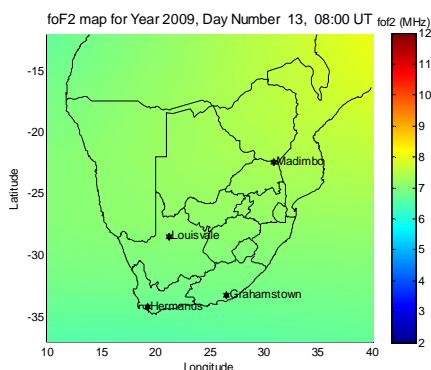 foF2 map for Year 2009, Day Number 13, 08:00 UT
fof2 (MHz)
12
11
10
9
8
7
6
5
4
3
2
-15
-20
-25
-30
-35
Latitude
Madimbo
Louisvale
Grahamstown
Hermanus
10
15
20
25
30
35
40
Longitude